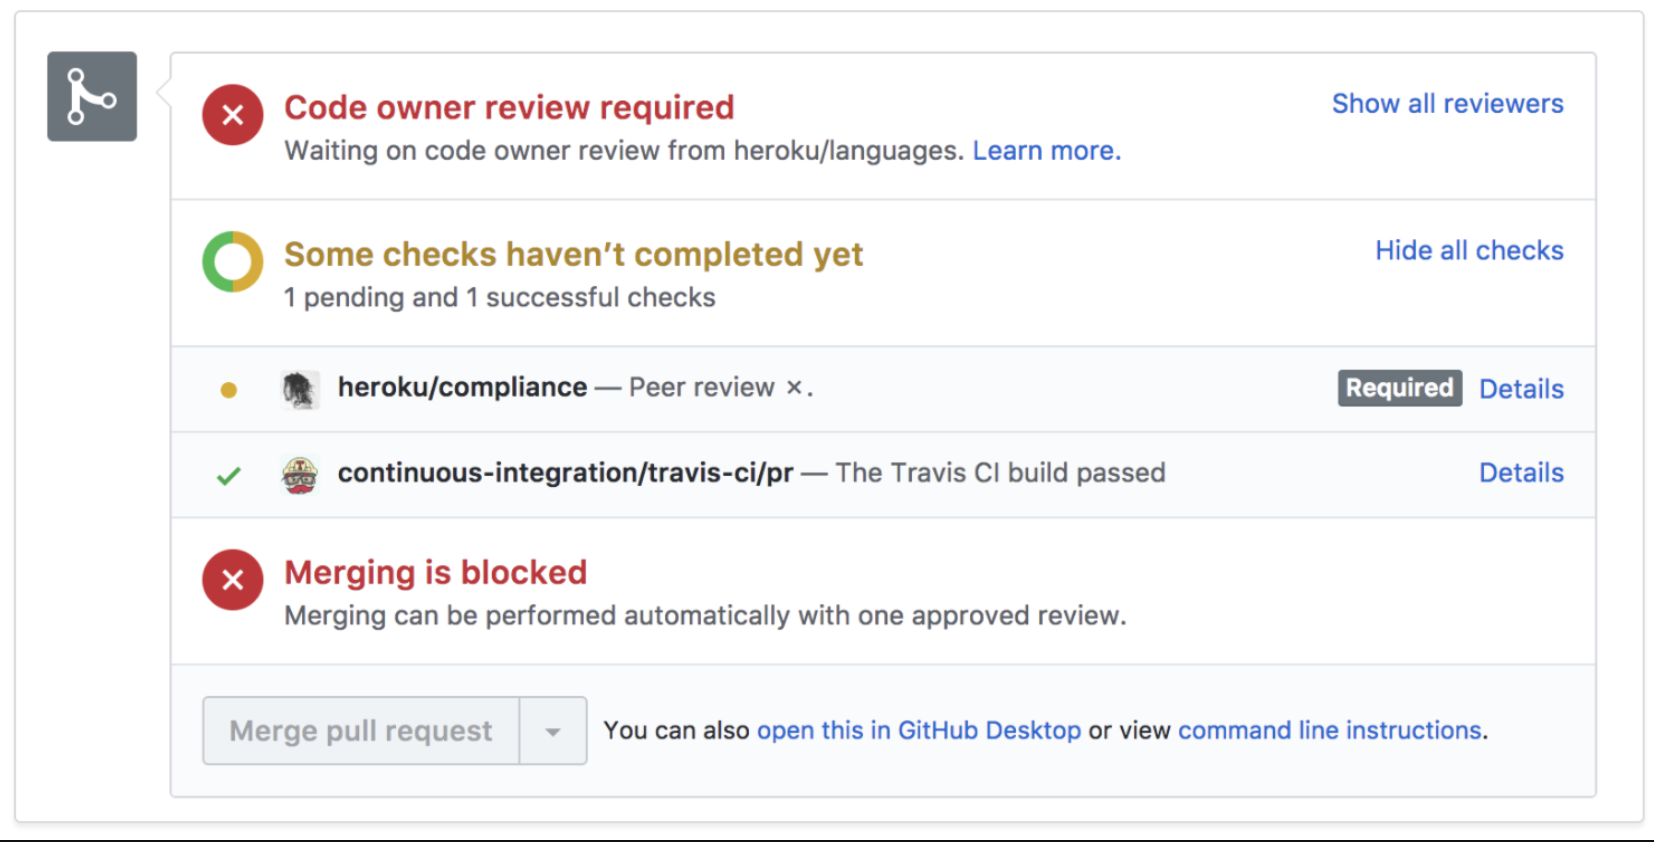 Code owner review required
Show all reviewers
Waiting on code owner review from heroku/languages. Learn more.
Some checks haven’t completed yet
Hide all checks
1 pending and 1 successful checks
heroku/compliance — Peer review ×.
Required Details
continuous-integration/travis-ci/pr — The Travis CI build passed
Details
Merging is blocked
Merging can be performed automatically with one approved review.
Merge pull request
You can also open this in GitHub Desktop or view command line instructions.